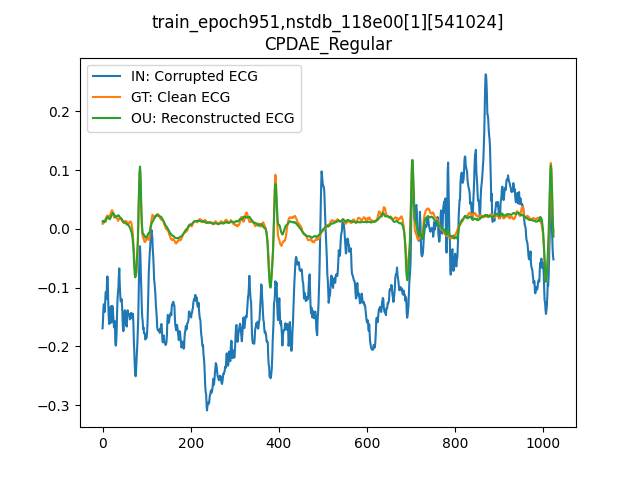 train_epoch951,nstdb_118e00[1][541024]
CPDAE_Regular
IN: Corrupted ECG
GT: Clean ECG
OU: Reconstructed ECG
0.2
0.1
0.0
−0.1
−0.2
−0.3
0 200 400 600 800 1000